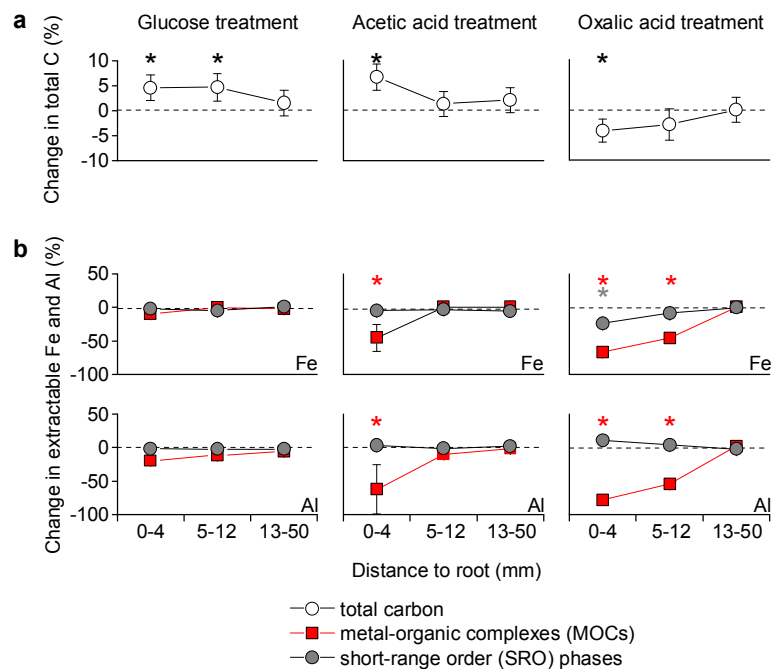 a
Glucose treatment Acetic acid treatment Oxalic acid treatment
Change in total C (%)
10
5
0
-5
-10
* * * *
b
Change in extractable Fe and Al (%)
50
0
-50
-100
* * * *
Fe Fe Fe
50
0
-50
-100
* * *
Al Al Al
0-4 5-12 13-50 0-4 5-12 13-50 0-4 5-12 13-50
Distance to root (mm)
total carbon
metal-organic complexes (MOCs)
short-range order (SRO) phases